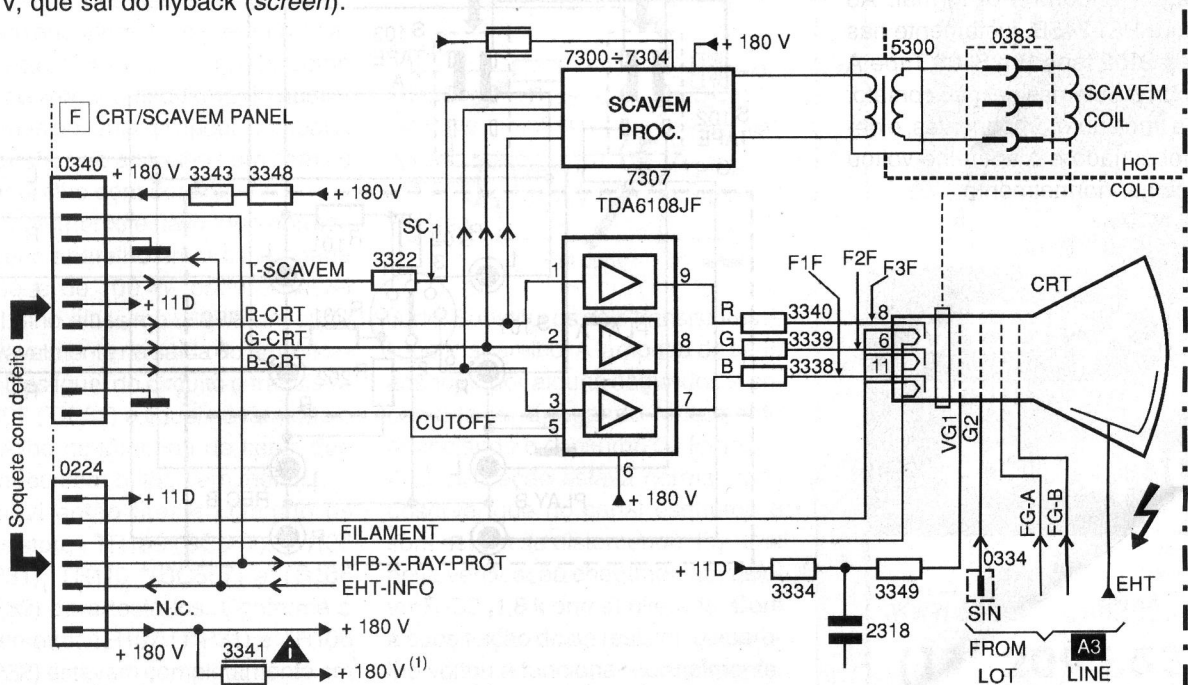 V, que sai do flyback (screen).
+ 180 V
7300 ÷7304
SCAVEM
PROC.
7307
TDA6108JF
5300
0383
SCAVEM
COIL
HOT
COLD
F CRT/SCAVEM PANEL
0340
+ 180 V
3343
3348
+ 180 V
SC1
T-SCAVEM
3322
+ 11D
R-CRT
G-CRT
B-CRT
CUTOFF
1
2
3
5
9
8
7
6
+ 180 V
R
G
B
3340
3339
3338
F1F
F2F
F3F
8
6
11
CRT
VG1
G2
FG-A
FG-B
Soquete com defeito
0224
+ 11D
FILAMENT
HFB-X-RAY-PROT
EHT-INFO
N.C.
+ 180 V
+ 180 V
3341
+ 180 V(1)
+ 11D
3334
3349
2318
0334
SIN
EHT
FROM
LOT
A3
LINE